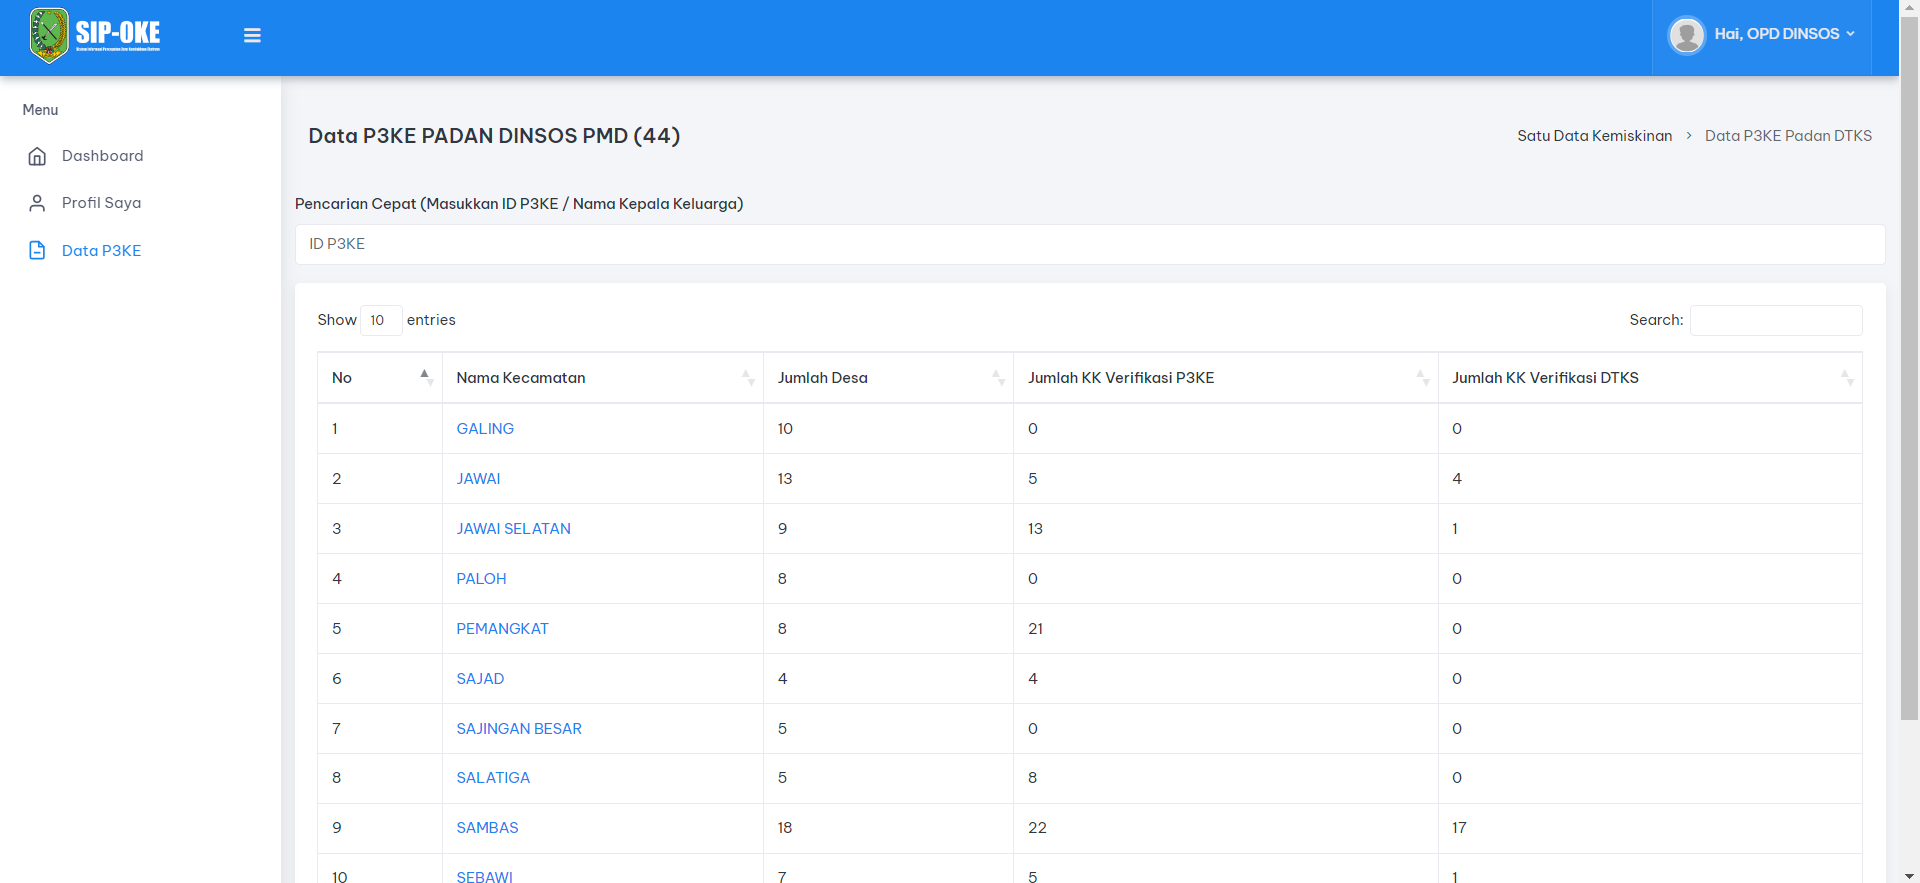 SIP-OKE
Hai, OPD DINSOS
Menu
Dashboard
Profil Saya
Data P3KE
Data P3KE PADAN DINSOS PMD (44)
Satu Data Kemiskinan > Data P3KE Padan DTKS
Pencarian Cepat (Masukkan ID P3KE / Nama Kepala Keluarga)
ID P3KE
Show 10 entries
Search:
No Nama Kecamatan Jumlah Desa Jumlah KK Verifikasi P3KE Jumlah KK Verifikasi DTKS
1 GALING 10 0 0
2 JAWAI 13 5 4
3 JAWAI SELATAN 9 13 1
4 PALOH 8 0 0
5 PEMANGKAT 8 21 0
6 SAJAD 4 4 0
7 SAJINGAN BESAR 5 0 0
8 SALATIGA 5 8 0
9 SAMBAS 18 22 17
10 SEBAWI 7 5 1